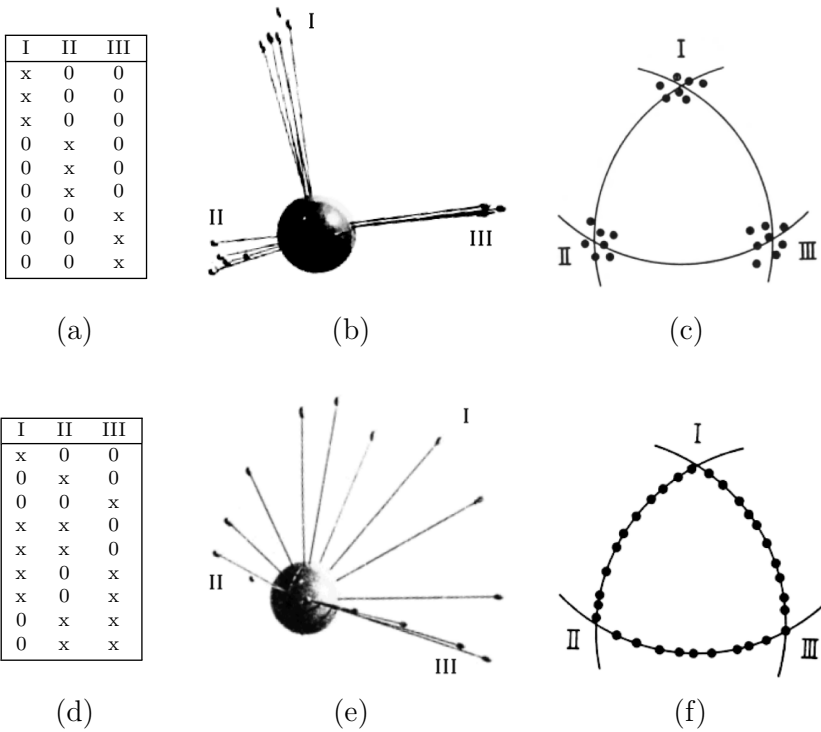 I II III
x 0 0
x 0 0
x 0 0
0 x 0
0 x 0
0 x 0
0 0 x
0 0 x
0 0 x
(a)
I
II
III
(b)
I
II
III
(c)
I II III
x 0 0
0 x 0
0 0 x
x x 0
x x 0
x 0 x
x 0 x
0 x x
0 x x
(d)
I
II
III
(e)
I
II
III
(f)